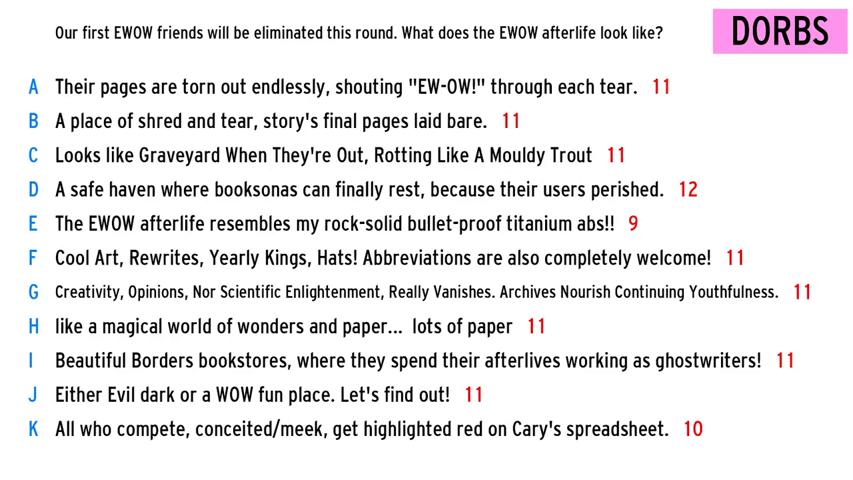 Our first EWOW friends will be eliminated this round. What does the EWOW afterlife look like?
DORBS
A Their pages are torn out endlessly, shouting "EW-OW!" through each tear. 11
B A place of shred and tear, story's final pages laid bare. 11
C Looks like Graveyard When They're Out, Rotting Like A Mouldy Trout 11
D A safe haven where booksonas can finally rest, because their users perished. 12
E The EWOW afterlife resembles my rock-solid bullet-proof titanium abs!! 9
F Cool Art, Rewrites, Yearly Kings, Hats! Abbreviations are also completely welcome! 11
G Creativity, Opinions, Nor Scientific Enlightenment, Really Vanishes. Archives Nourish Continuing Youthfulness. 11
H like a magical world of wonders and paper... lots of paper 11
I Beautiful Borders bookstores, where they spend their afterlives working as ghostwriters! 11
J Either Evil dark or a WOW fun place. Let's find out! 11
K All who compete, conceited/meek, get highlighted red on Cary's spreadsheet. 10